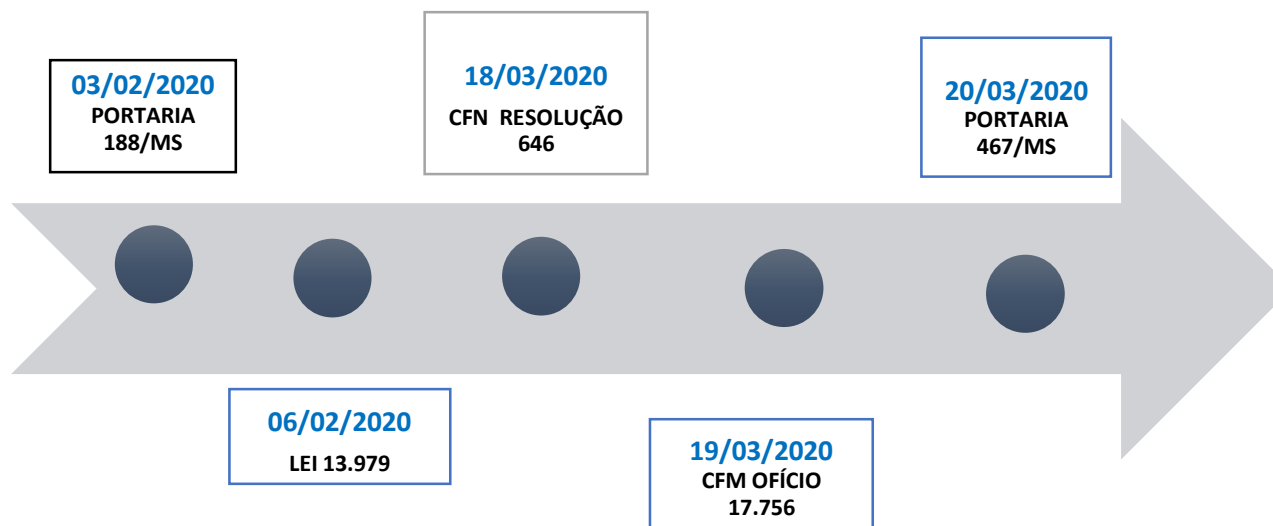 03/02/2020
PORTARIA
188/MS
06/02/2020
LEI 13.979
18/03/2020
CFN RESOLUÇÃO
646
19/03/2020
CFM OFÍCIO
17.756
20/03/2020
PORTARIA
467/MS